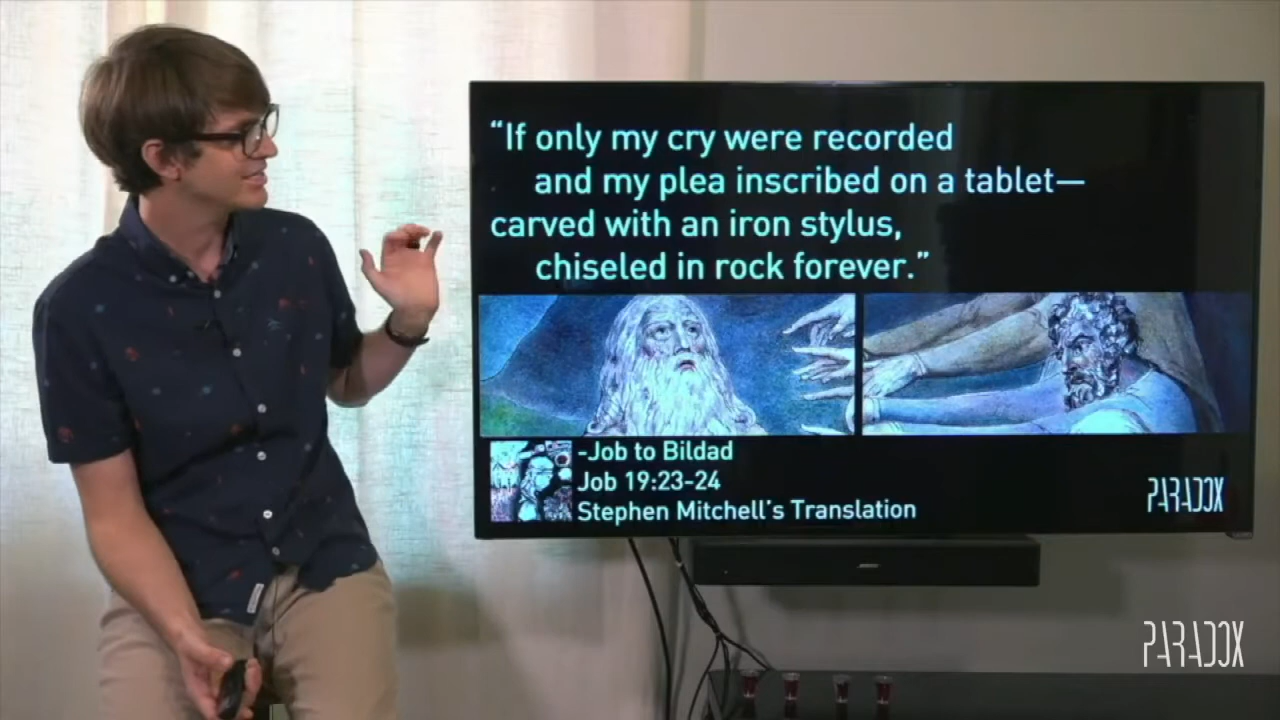 “If only my cry were recorded
and my plea inscribed on a tablet—
carved with an iron stylus,
chiseled in rock forever.”
-Job to Bildad
Job 19:23-24
Stephen Mitchell’s Translation
PARADOX
PARADOX